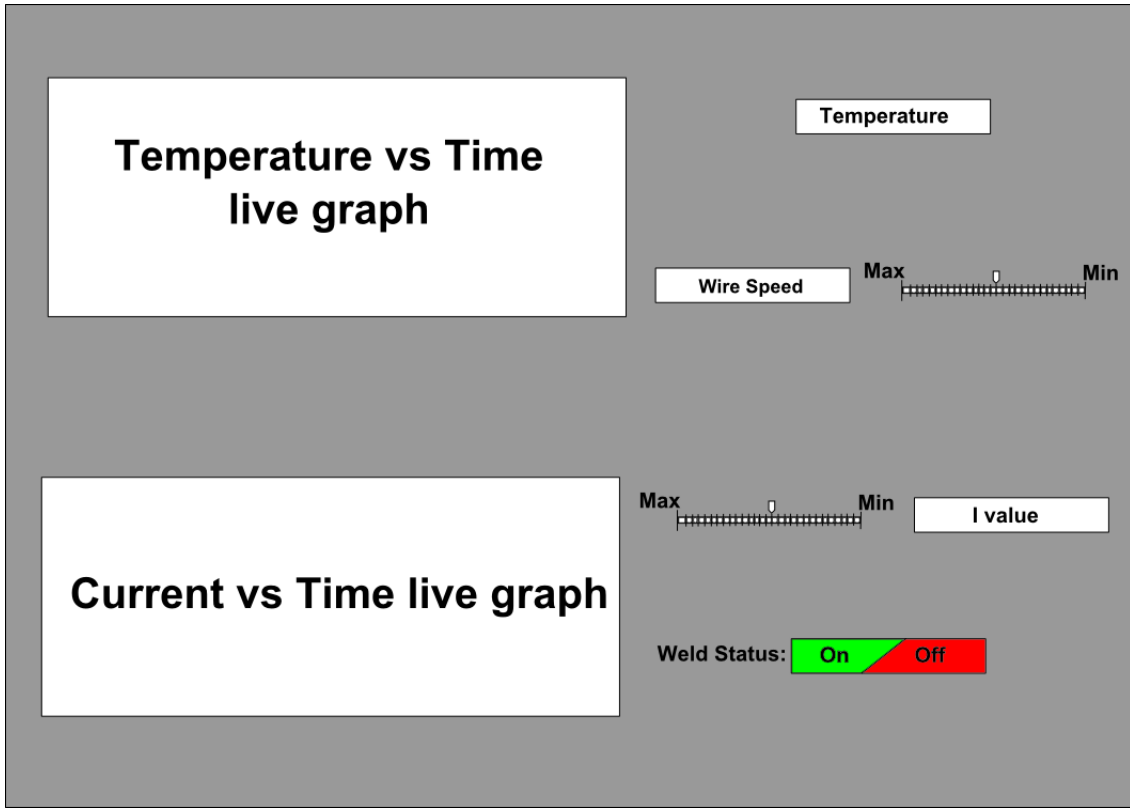 Temperature vs Time
live graph
Temperature
Wire Speed
Max
Min
Current vs Time live graph
Max
Min
I value
Weld Status:
On
Off